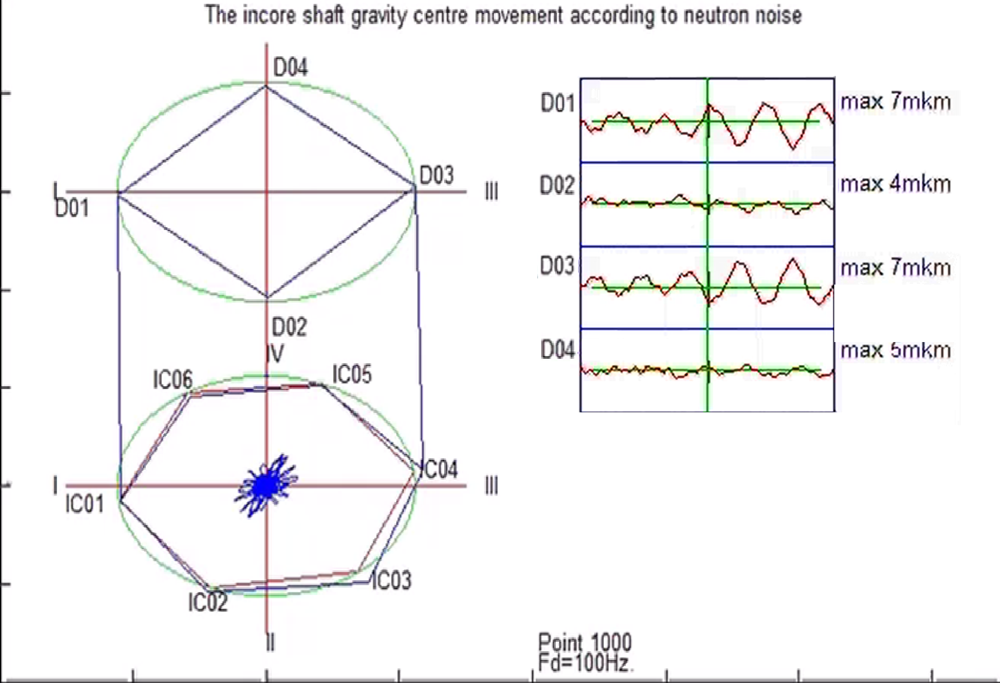 The incore shaft gravity centre movement according to neutron noise
D04
D03
I
III
D01
D02
IV
IC06
IC05
IC04
I
III
IC01
IC03
IC02
II
D01
max 7mkm
D02
max 4mkm
D03
max 7mkm
D04
max 5mkm
Point 1000
Fd=100Hz.